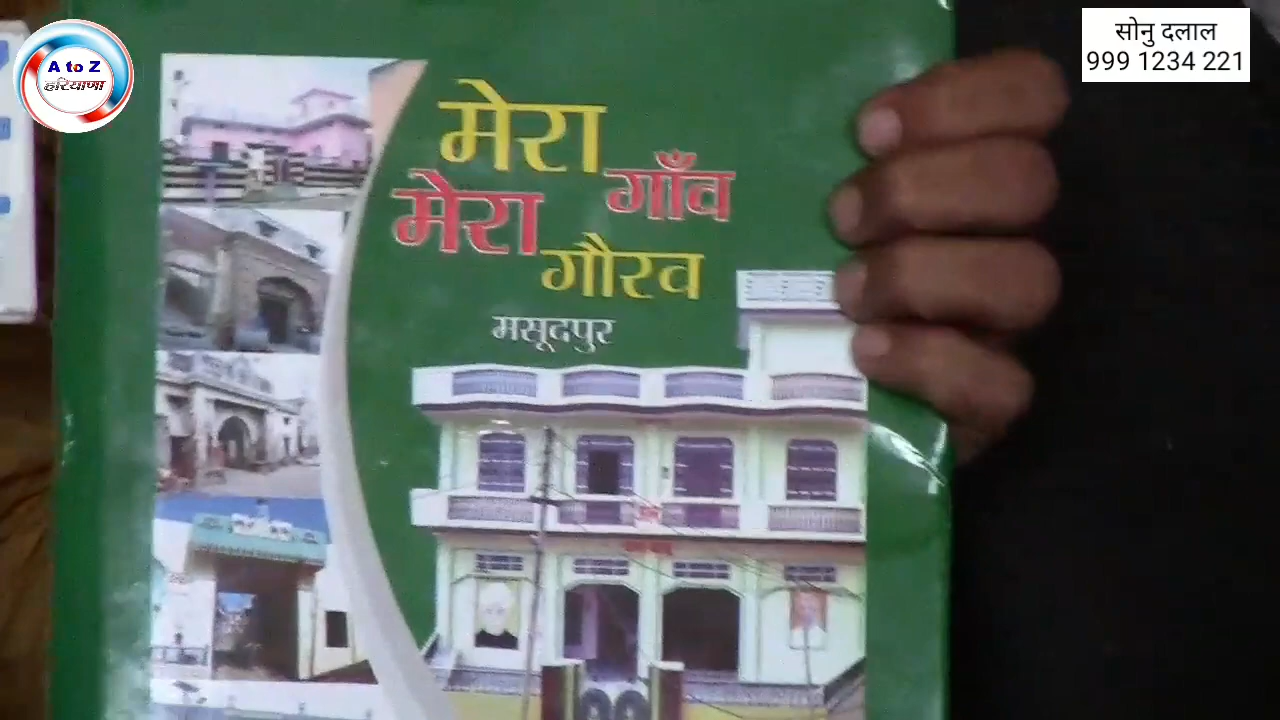 A to Z
हरियाणा
सोनु दलाल
999 1234 221
मेरा
गाँव
मेरा
गौरव
मसूदपुर